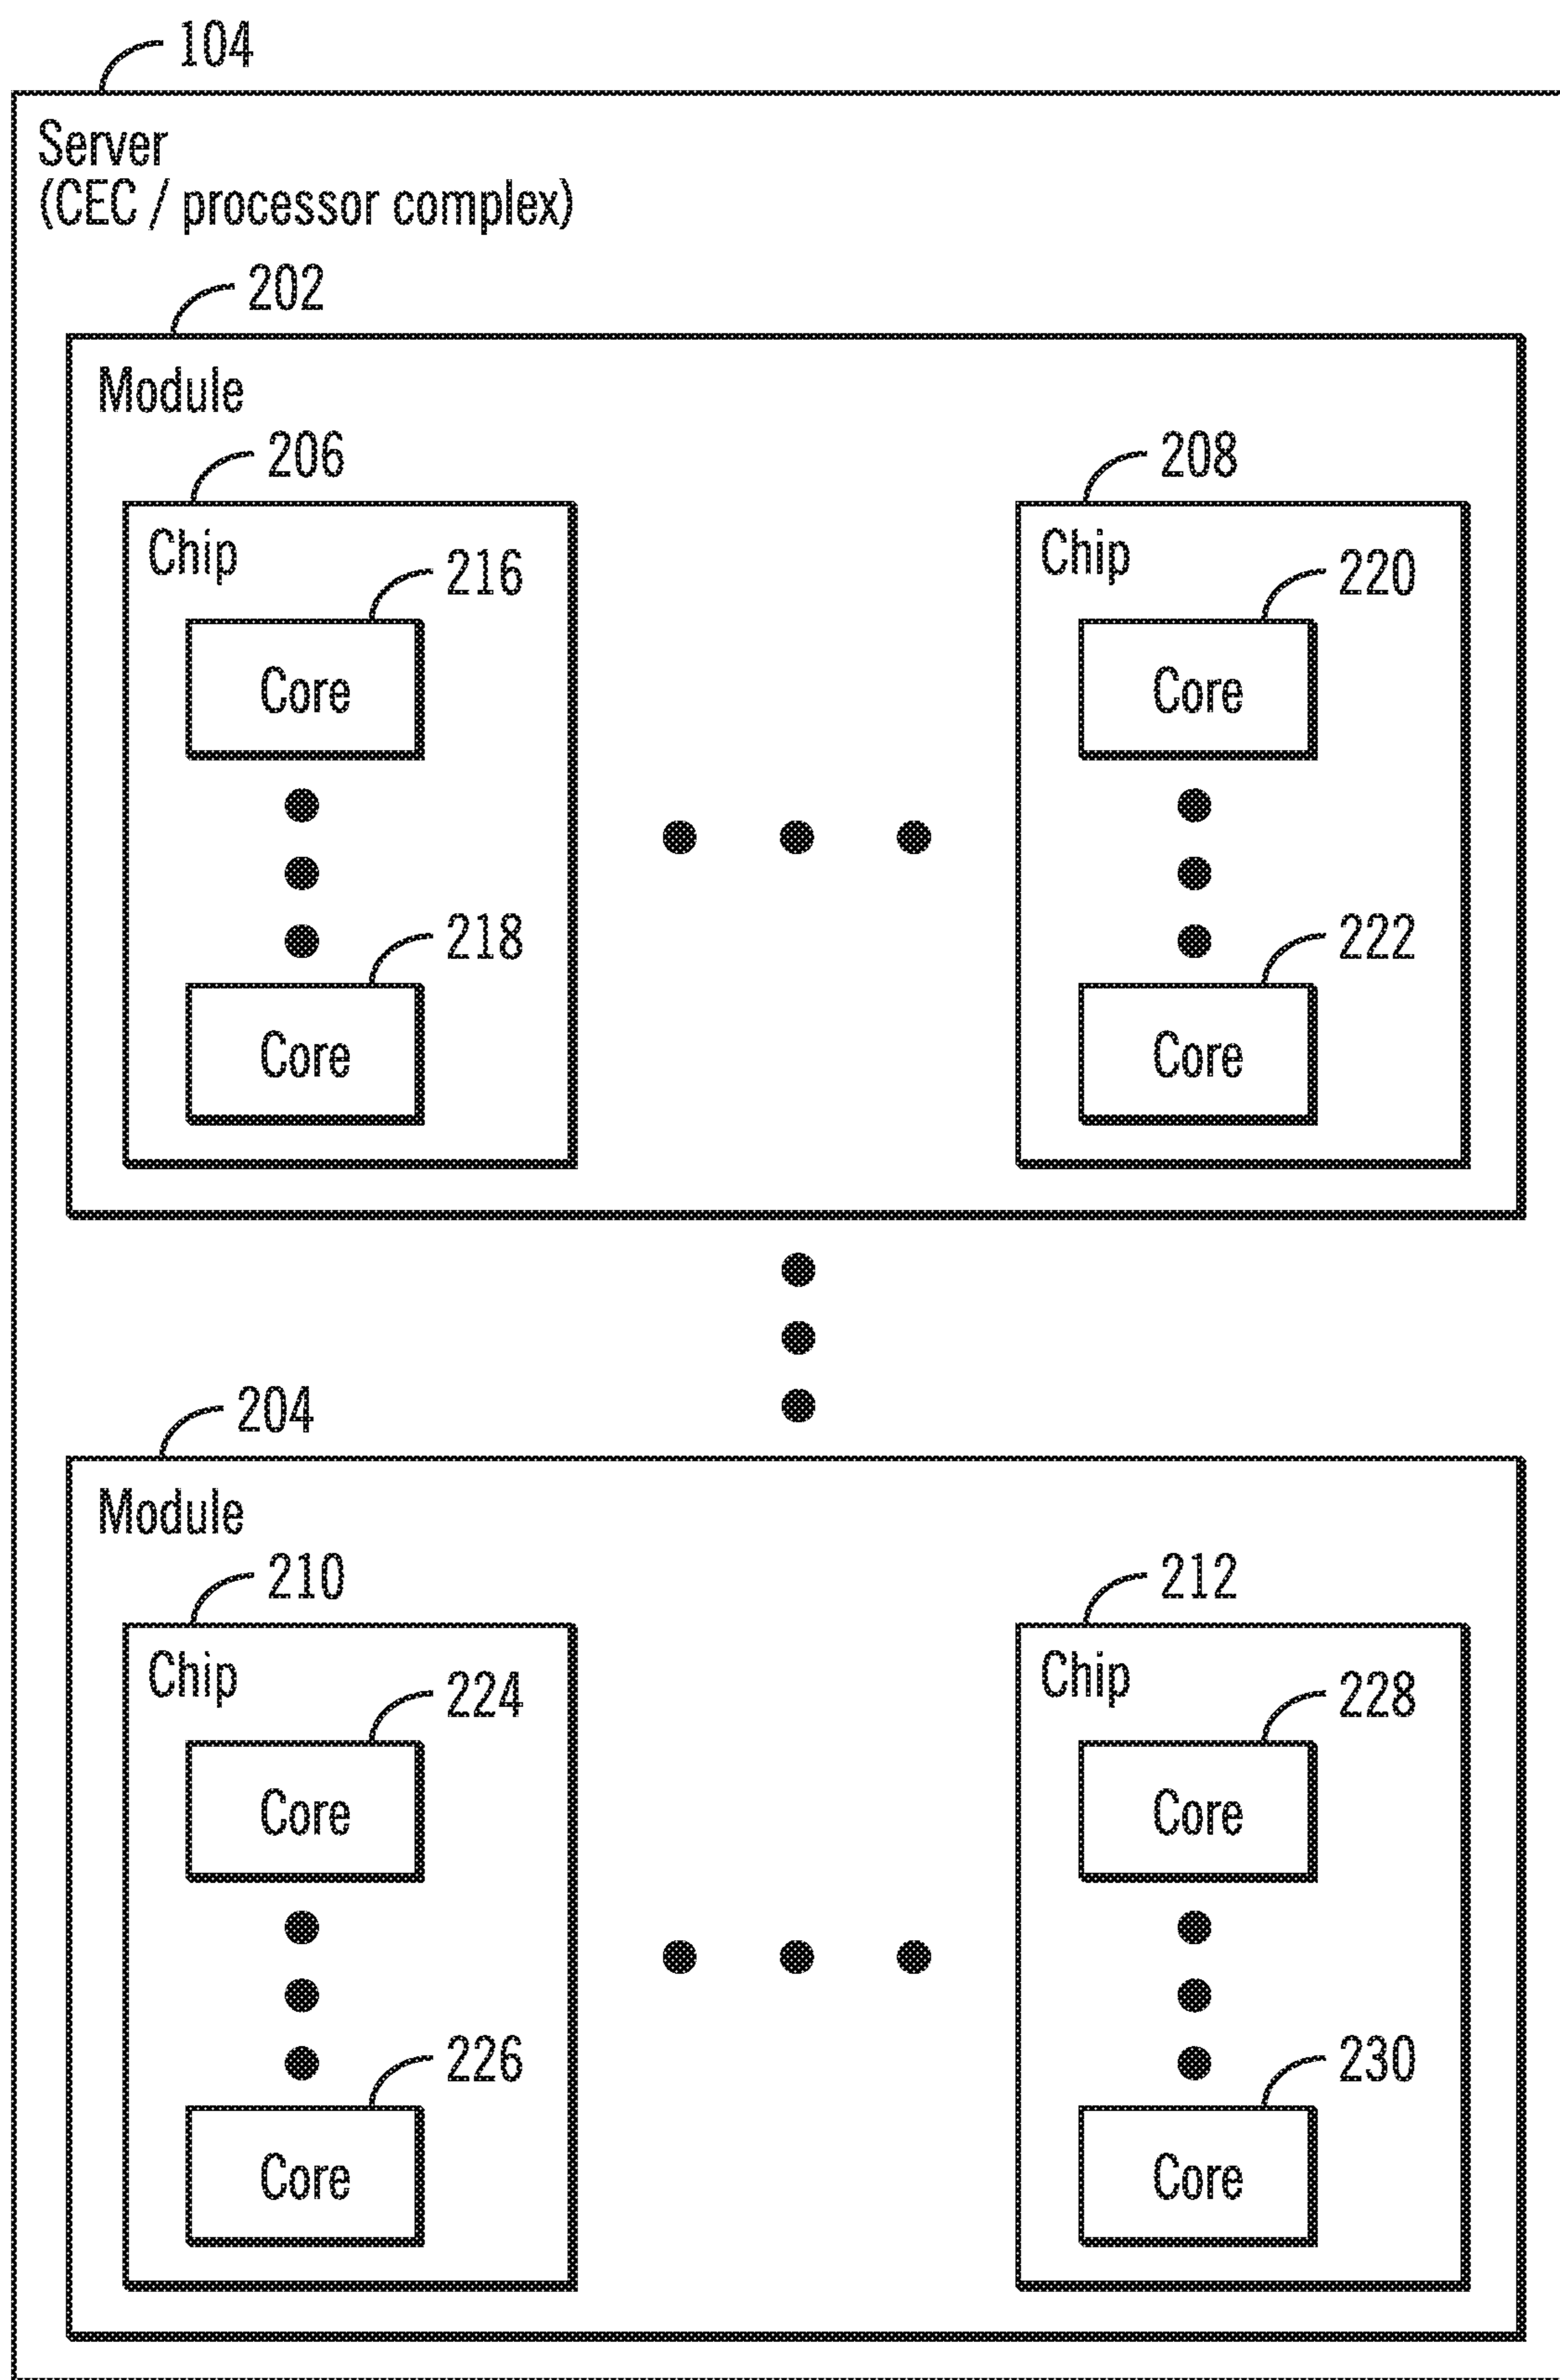 104
Server
(CEC / processor complex)
202
Module
206
208
Chip
Chip
216
220
Core
Core
218
222
Core
Core
204
Module
210
212
Chip
Chip
224
228
Core
Core
226
230
Core
Core